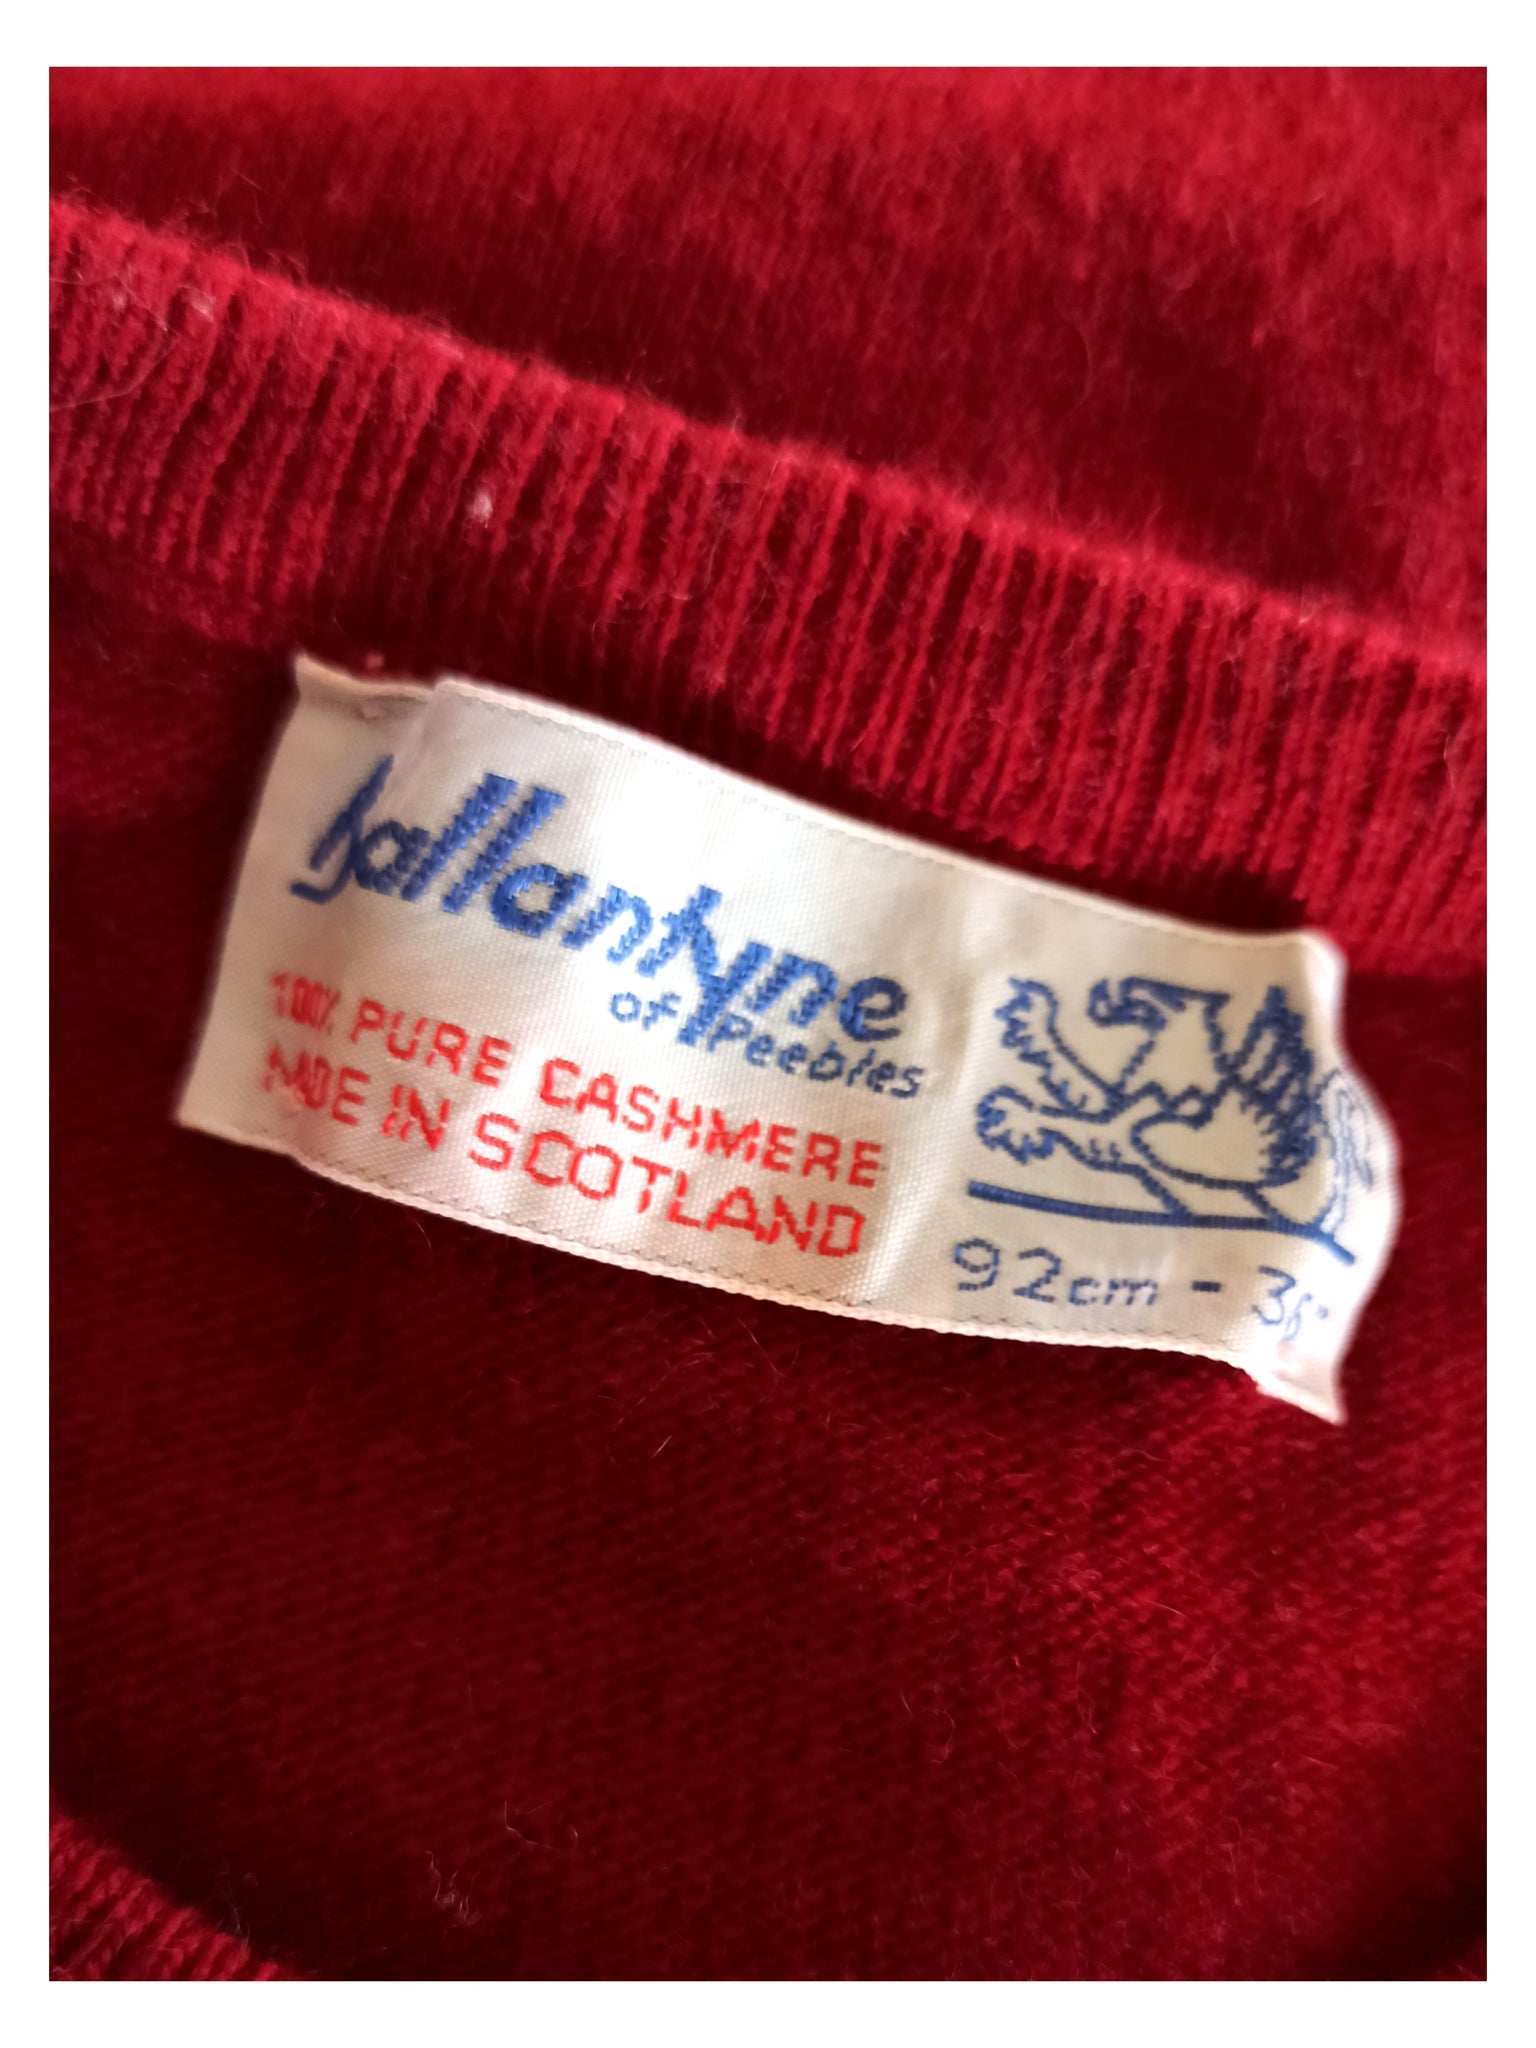 Ballantyne
of Peebles
100% PURE CASHMERE
MADE IN SCOTLAND
92cm - 36"